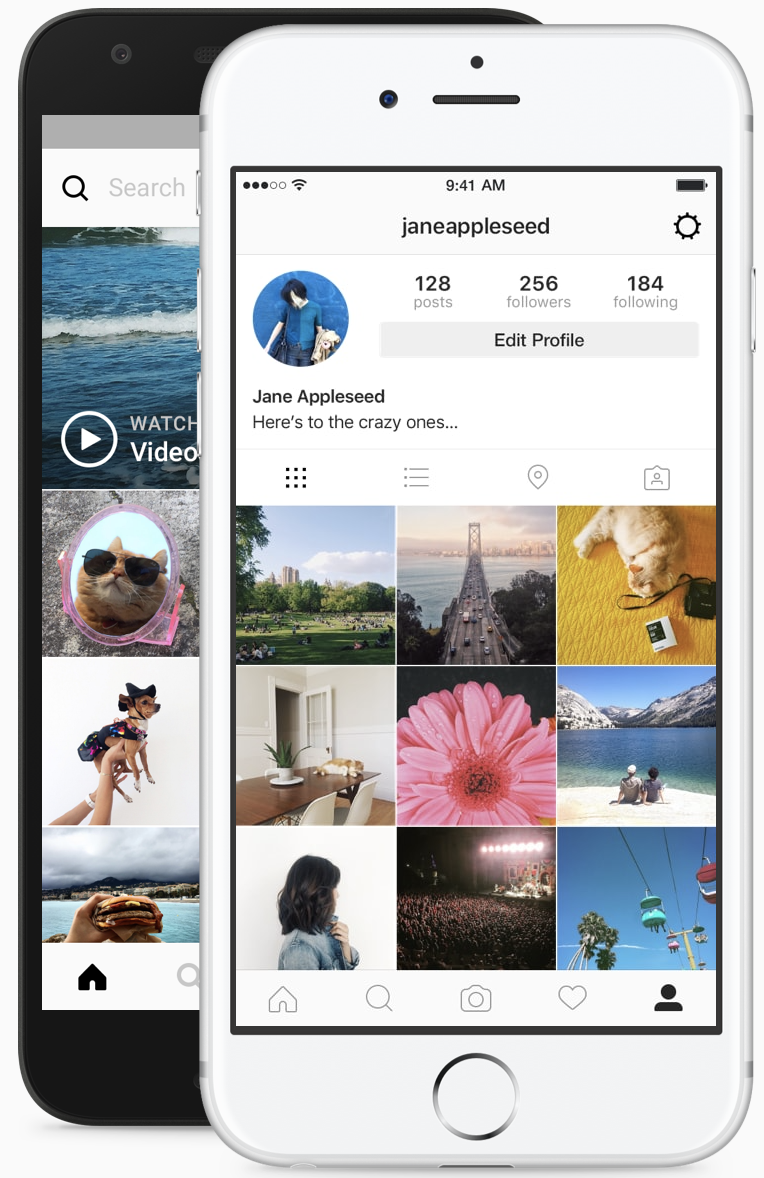 Search
WATCH
Video
9:41 AM
janeappleseed
128
posts
256
followers
184
following
Edit Profile
Jane Appleseed
Here’s to the crazy ones...